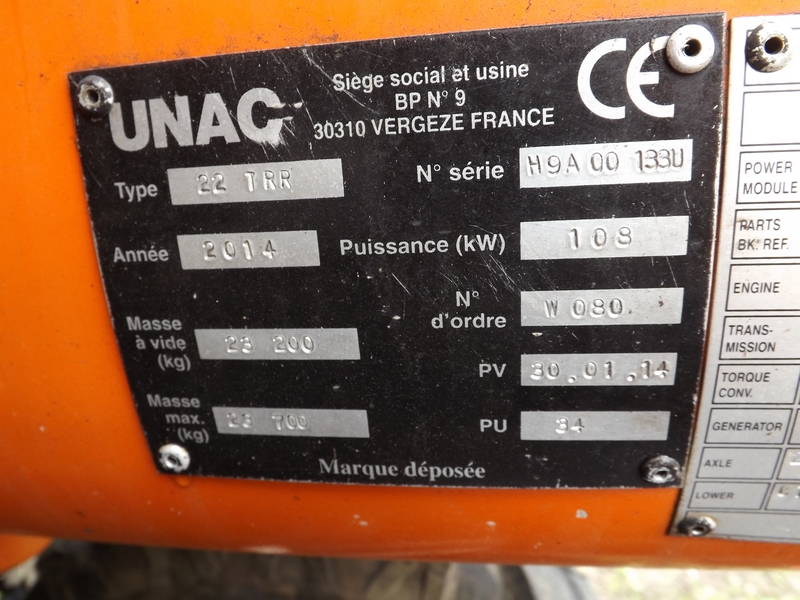 UNAC
Siège social et usine
BP N° 9
30310 VERGEZE FRANCE
CE
Type 22 TRR
N° série H9A 00 133U
Année 2014
Puissance (kW) 108
N° d'ordre W 080.
Masse à vide (kg) 23 200
PV 30.01.14
Masse max. (kg) 23 700
PU 34
Marque déposée
POWER
MODULE
PARTS
BK. REF.
ENGINE
TRANS-
MISSION
TORQUE
CONV.
GENERATOR
AXLE
LOWER